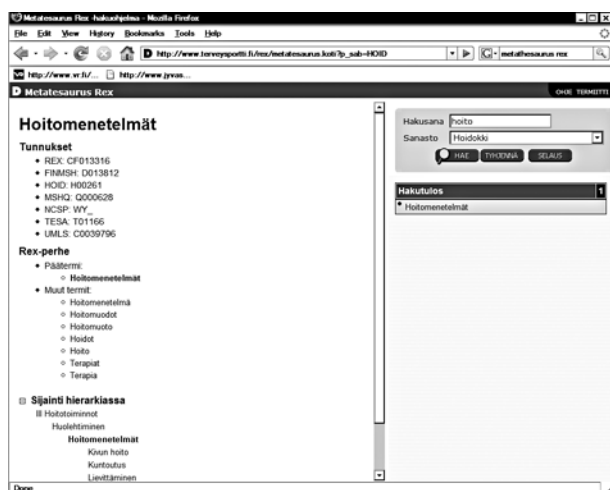 Metatesaurus Rex -hakuohjelma - Mozilla Firefox
File Edit View History Bookmarks Tools Help
D http://www.terveysportti.fi/rex/metatesaurus.koti?p_sab=HOID
metathesaurus rex
http://www.vr.fi/... http://www.jyvas...
D Metatesaurus Rex
OHJE TERMIITTI
Hoitomenetelmät
Tunnukset
REX: CF013316
FINMSH: D013812
HOID: H00261
MSHQ: Q000628
NCSP: WY_
TESA: T01166
UMLS: C0039796
Rex-perhe
Päätermi:
Hoitomenetelmät
Muut termit:
Hoitomenetelmä
Hoitomuodot
Hoitomuoto
Hoidot
Hoito
Terapiat
Terapia
Sijainti hierarkiassa
III Hoitotoiminnot
Huolehtiminen
Hoitomenetelmät
Kivun hoito
Kuntoutus
Lievittäminen
Hakusana hoito
Sanasto Hoidokki
HAE TYHJENNÄ SELAUS
Hakutulos 1
Hoitomenetelmät
Done